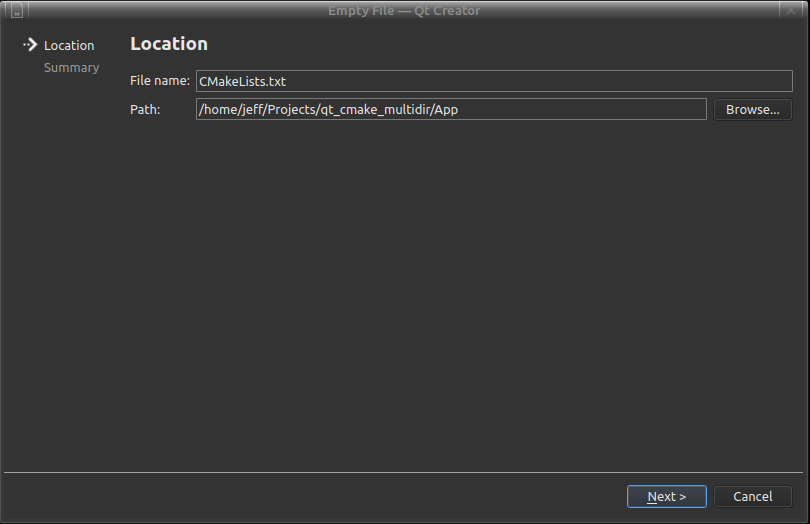 Empty File — Qt Creator
Location
Summary
Location
File name: CMakeLists.txt
Path: /home/jeff/Projects/qt_cmake_multidir/App Browse...
Next > Cancel